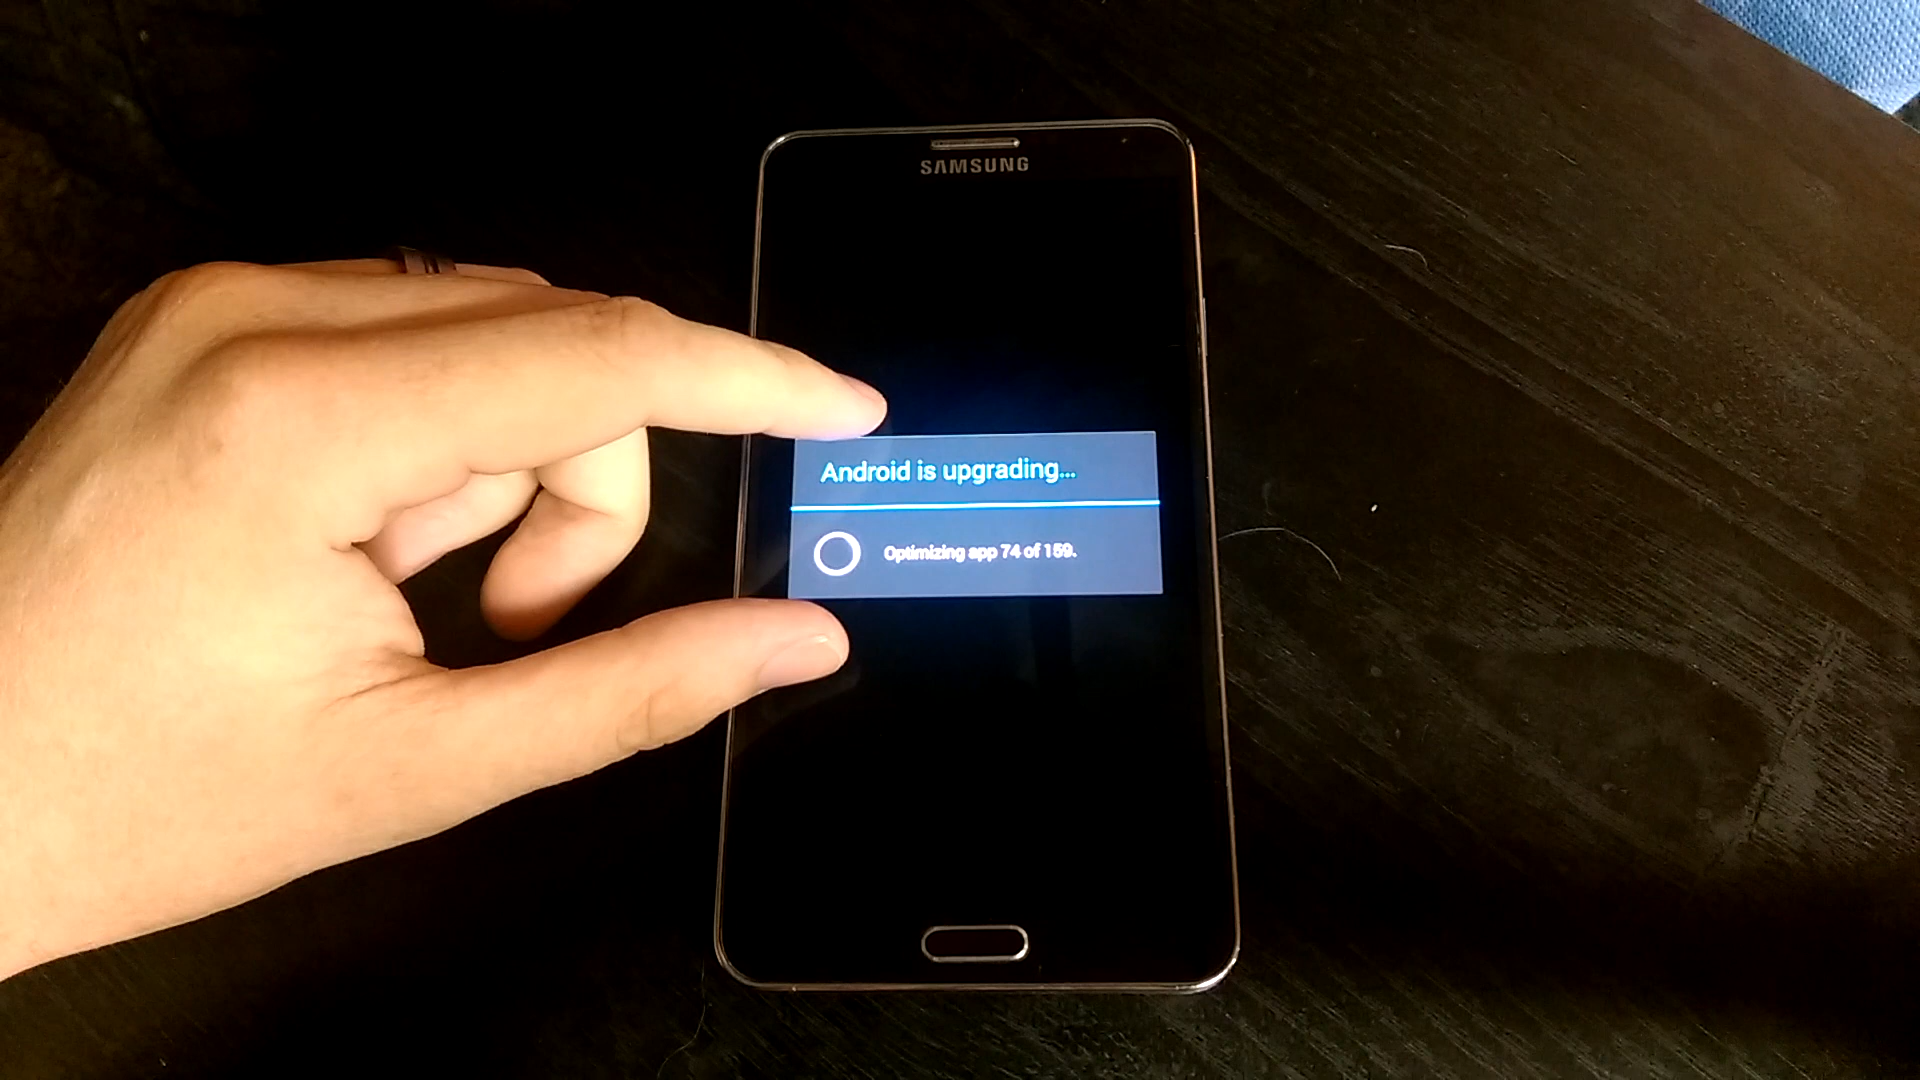 SAMSUNG
Android is upgrading...
Optimizing app 74 of 159.